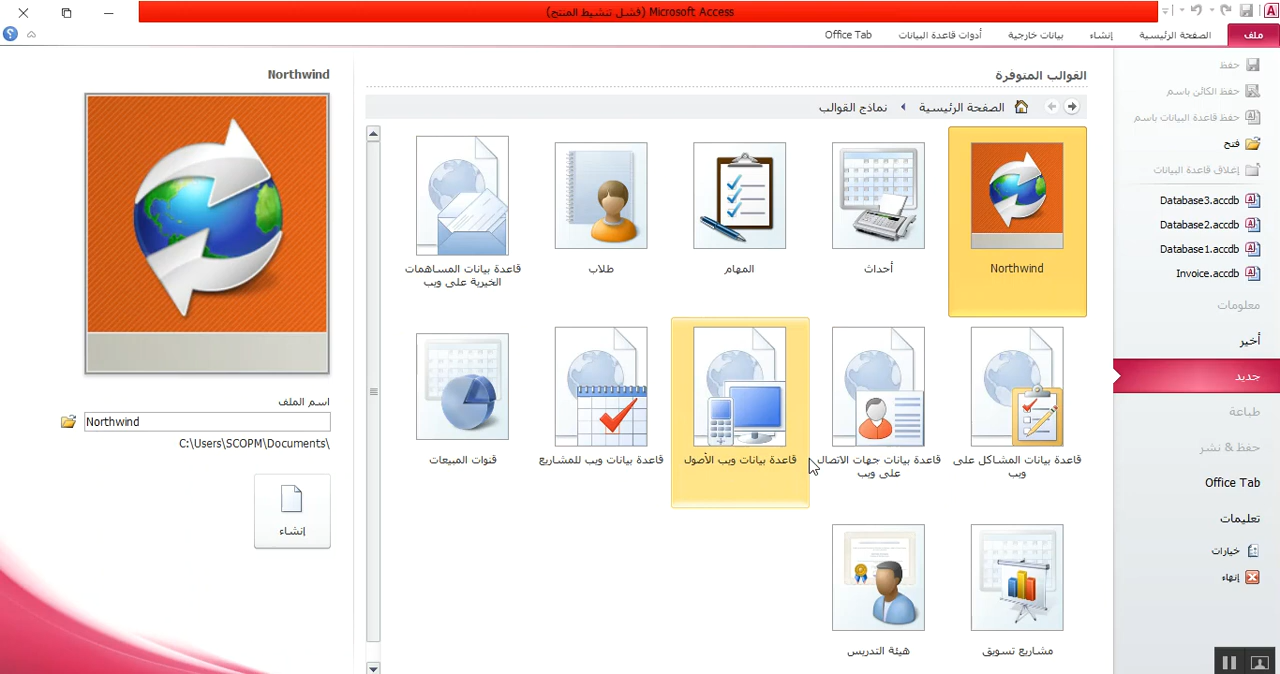 Microsoft Access (فشل تنشيط المنتج)
ملف
الصفحة الرئيسية
إنشاء
بيانات خارجية
أدوات قاعدة البيانات
Office Tab
حفظ
حفظ الكائن باسم
حفظ قاعدة البيانات باسم
فتح
إغلاق قاعدة البيانات
Database3.accdb
Database2.accdb
Database1.accdb
Invoice.accdb
معلومات
أخير
جديد
طباعة
حفظ & نشر
Office Tab
تعليمات
خيارات
إنهاء
القوالب المتوفرة
الصفحة الرئيسية
نماذج القوالب
Northwind
أحداث
المهام
طلاب
قاعدة بيانات المساهمات
الخيرية على ويب
قاعدة بيانات المشاكل على
ويب
قاعدة بيانات جهات الاتصال
على ويب
قاعدة بيانات ويب الأصول
قاعدة بيانات ويب للمشاريع
قنوات المبيعات
مشاريع تسويق
هيئة التدريس
Northwind
اسم الملف
Northwind
C:\Users\SCOPM\Documents\
إنشاء